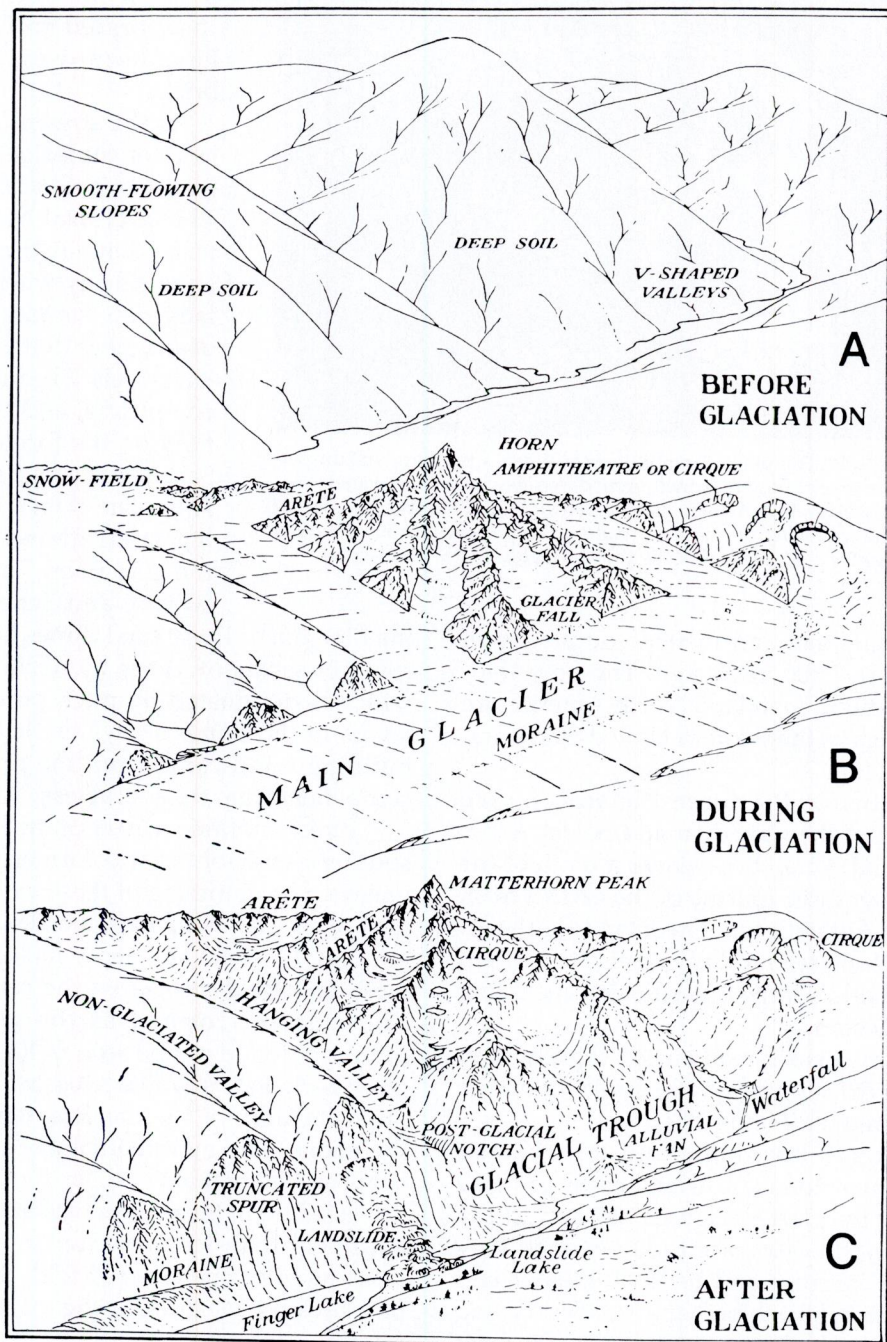 SMOOTH-FLOWING
SLOPES
DEEP SOIL
DEEP SOIL
V-SHAPED
VALLEYS
A
BEFORE
GLACIATION
HORN
AMPHITHEATRE OR CIRQUE
SNOW-FIELD
ARÊTE
GLACIER
FALL
MAIN GLACIER
MORAINE
B
DURING
GLACIATION
MATTERHORN PEAK
ARÊTE
ARÊTE
CIRQUE
CIRQUE
NON-GLACIATED VALLEY
HANGING VALLEY
POST-GLACIAL
NOTCH
GLACIAL TROUGH
ALLUVIAL
FAN
Waterfall
TRUNCATED
SPUR
LANDSLIDE
Landslide
Lake
MORAINE
Finger Lake
C
AFTER
GLACIATION